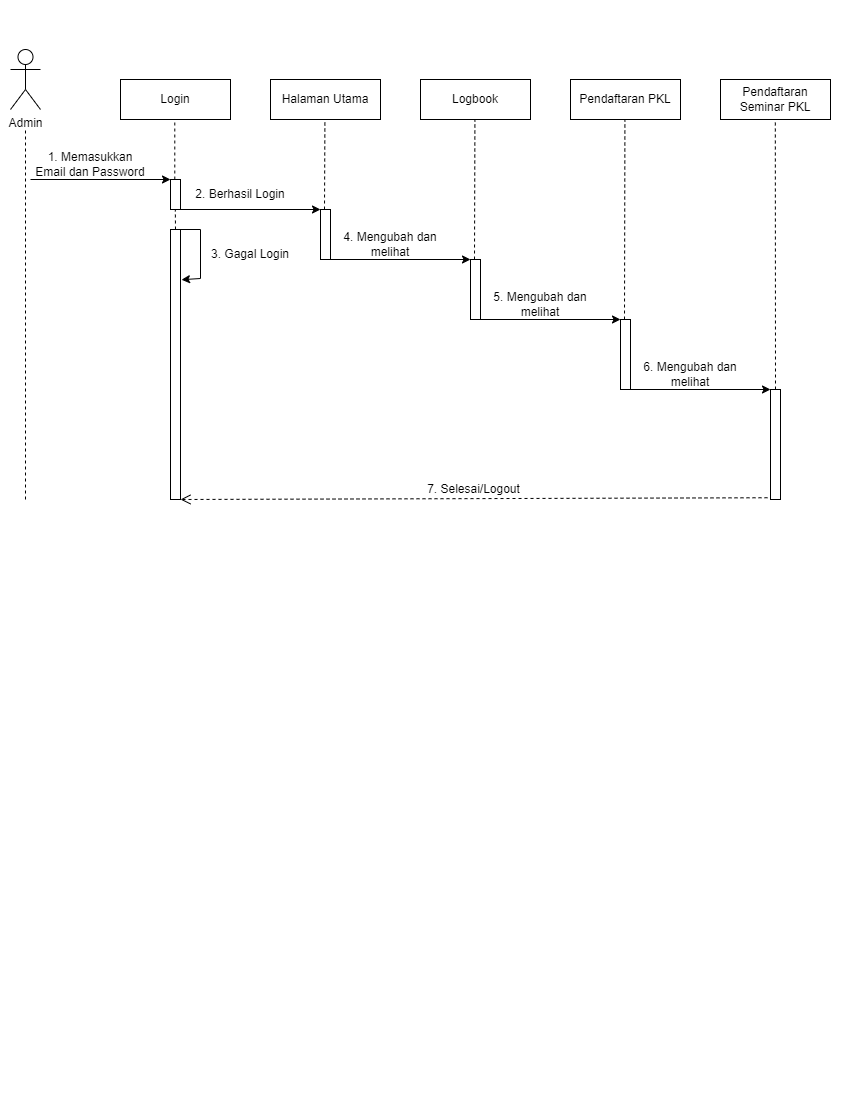 Admin
Login
Halaman Utama
Logbook
Pendaftaran PKL
Pendaftaran
Seminar PKL
1. Memasukkan
Email dan Password
2. Berhasil Login
3. Gagal Login
4. Mengubah dan
melihat
5. Mengubah dan
melihat
6. Mengubah dan
melihat
7. Selesai/Logout